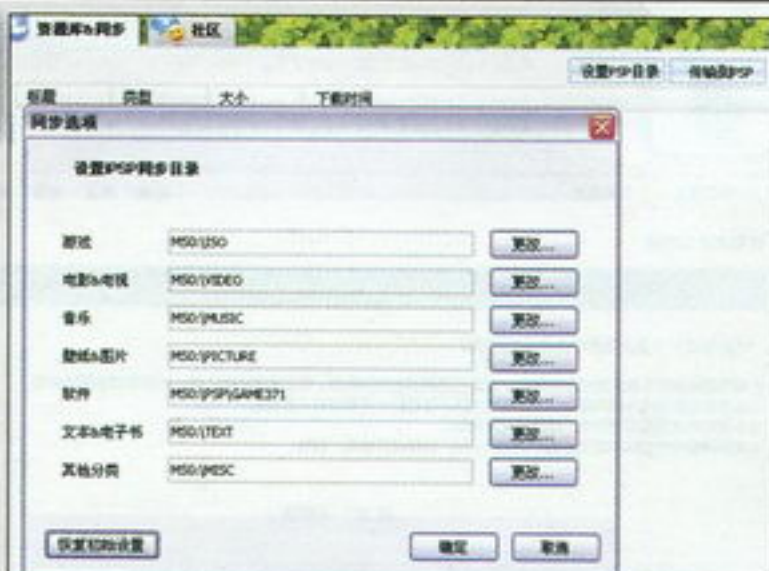 资源库&同步 社区
设置PSP目录 传输到PSP
标题 类型 大小 下载时间
同步选项
设置PSP同步目录
游戏 MS0:\ISO 更改...
电影&电视 MS0:\VIDEO 更改...
音乐 MS0:\MUSIC 更改...
壁纸&图片 MS0:\PICTURE 更改...
软件 MS0:\PSP\GAME371 更改...
文本&电子书 MS0:\TEXT 更改...
其他分类 MS0:\MISC 更改...
恢复初始设置 确定 取消